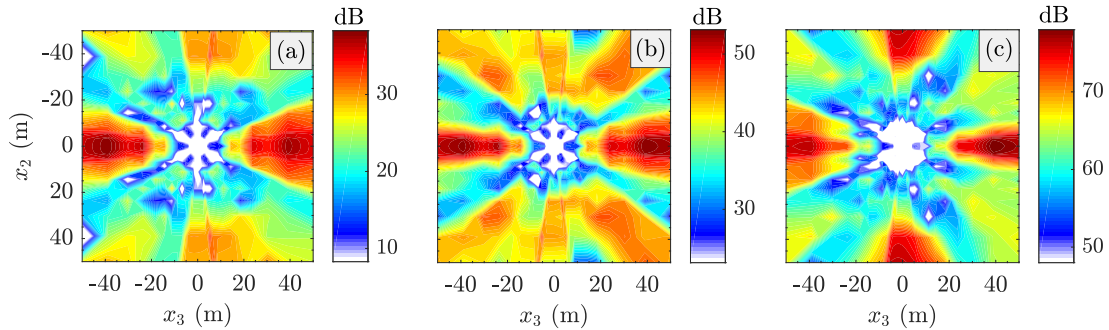 dB dB dB
(a) (b) (c)
-40 -20 0 20 40
x₂ (m)
30 20 10
50 40 30
70 60 50
-40 -20 0 20 40 -40 -20 0 20 40 -40 -20 0 20 40
x₃ (m) x₃ (m) x₃ (m)